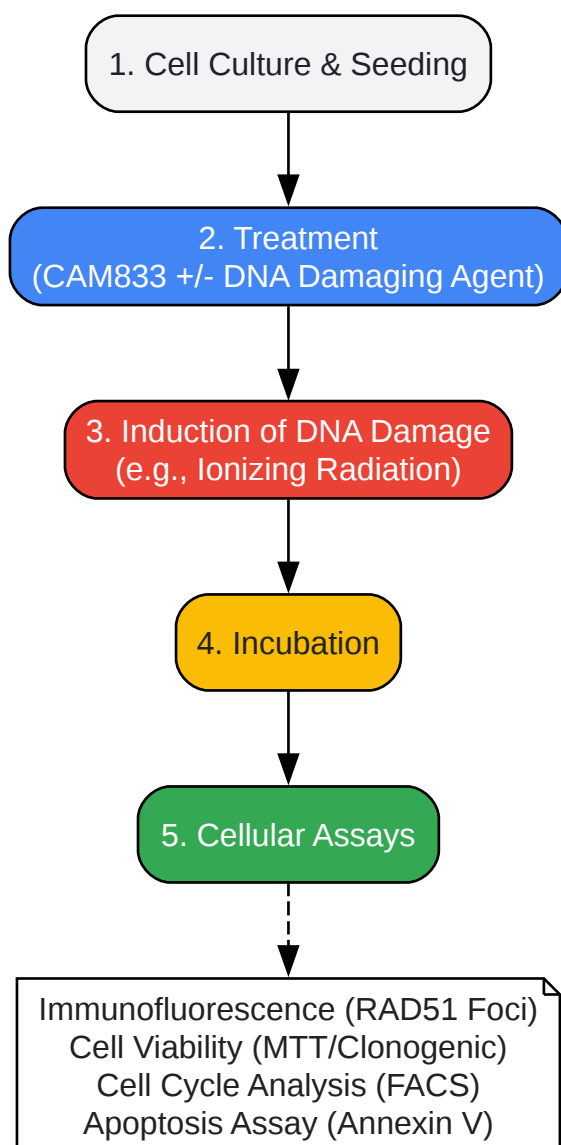 1. Cell Culture & Seeding
2. Treatment
(CAM833 +/- DNA Damaging Agent)
3. Induction of DNA Damage
(e.g., Ionizing Radiation)
4. Incubation
5. Cellular Assays
Immunofluorescence (RAD51 Foci)
Cell Viability (MTT/Clonogenic)
Cell Cycle Analysis (FACS)
Apoptosis Assay (Annexin V)